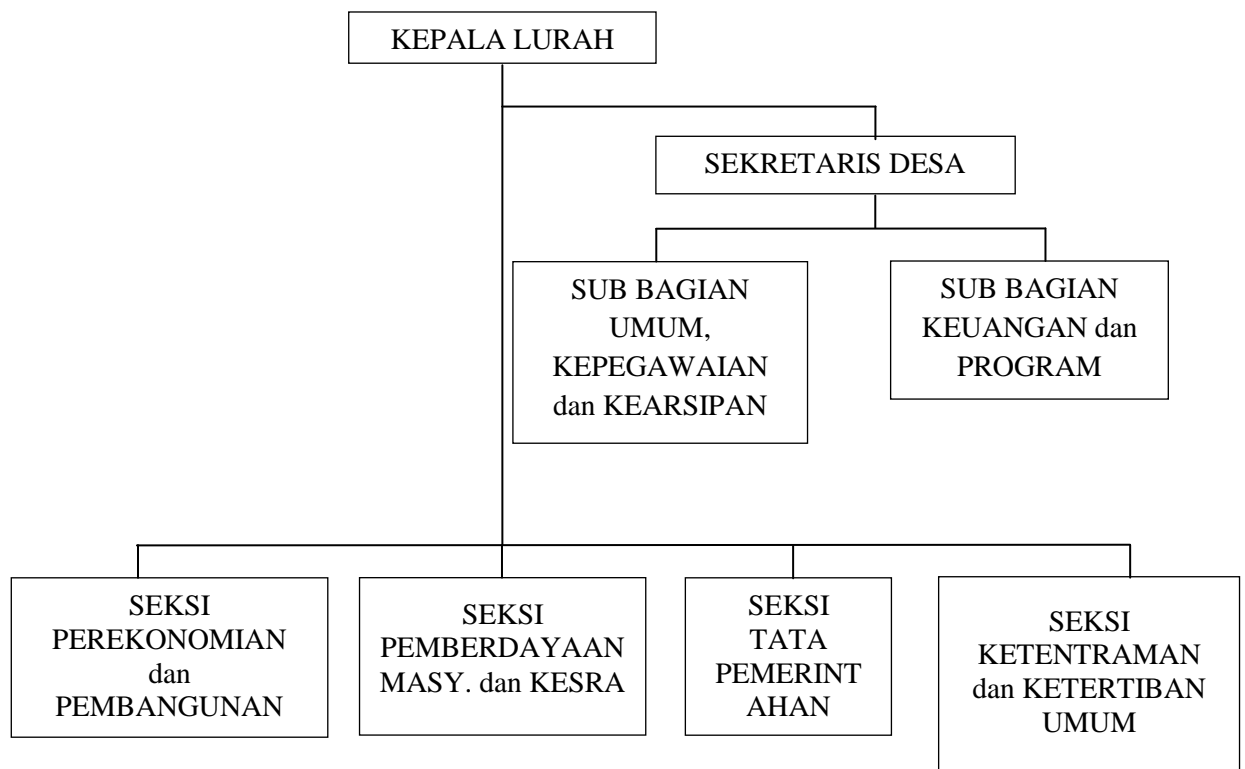 KEPALA LURAH
SEKRETARIS DESA
SUB BAGIAN
UMUM,
KEPEGAWAIAN
dan KEARSIPAN
SUB BAGIAN
KEUANGAN dan
PROGRAM
SEKSI
PEREKONOMIAN
dan
PEMBANGUNAN
SEKSI
PEMBERDAYAAN
MASY. dan KESRA
SEKSI
TATA
PEMERINT
AHAN
SEKSI
KETENTRAMAN
dan KETERTIBAN
UMUM